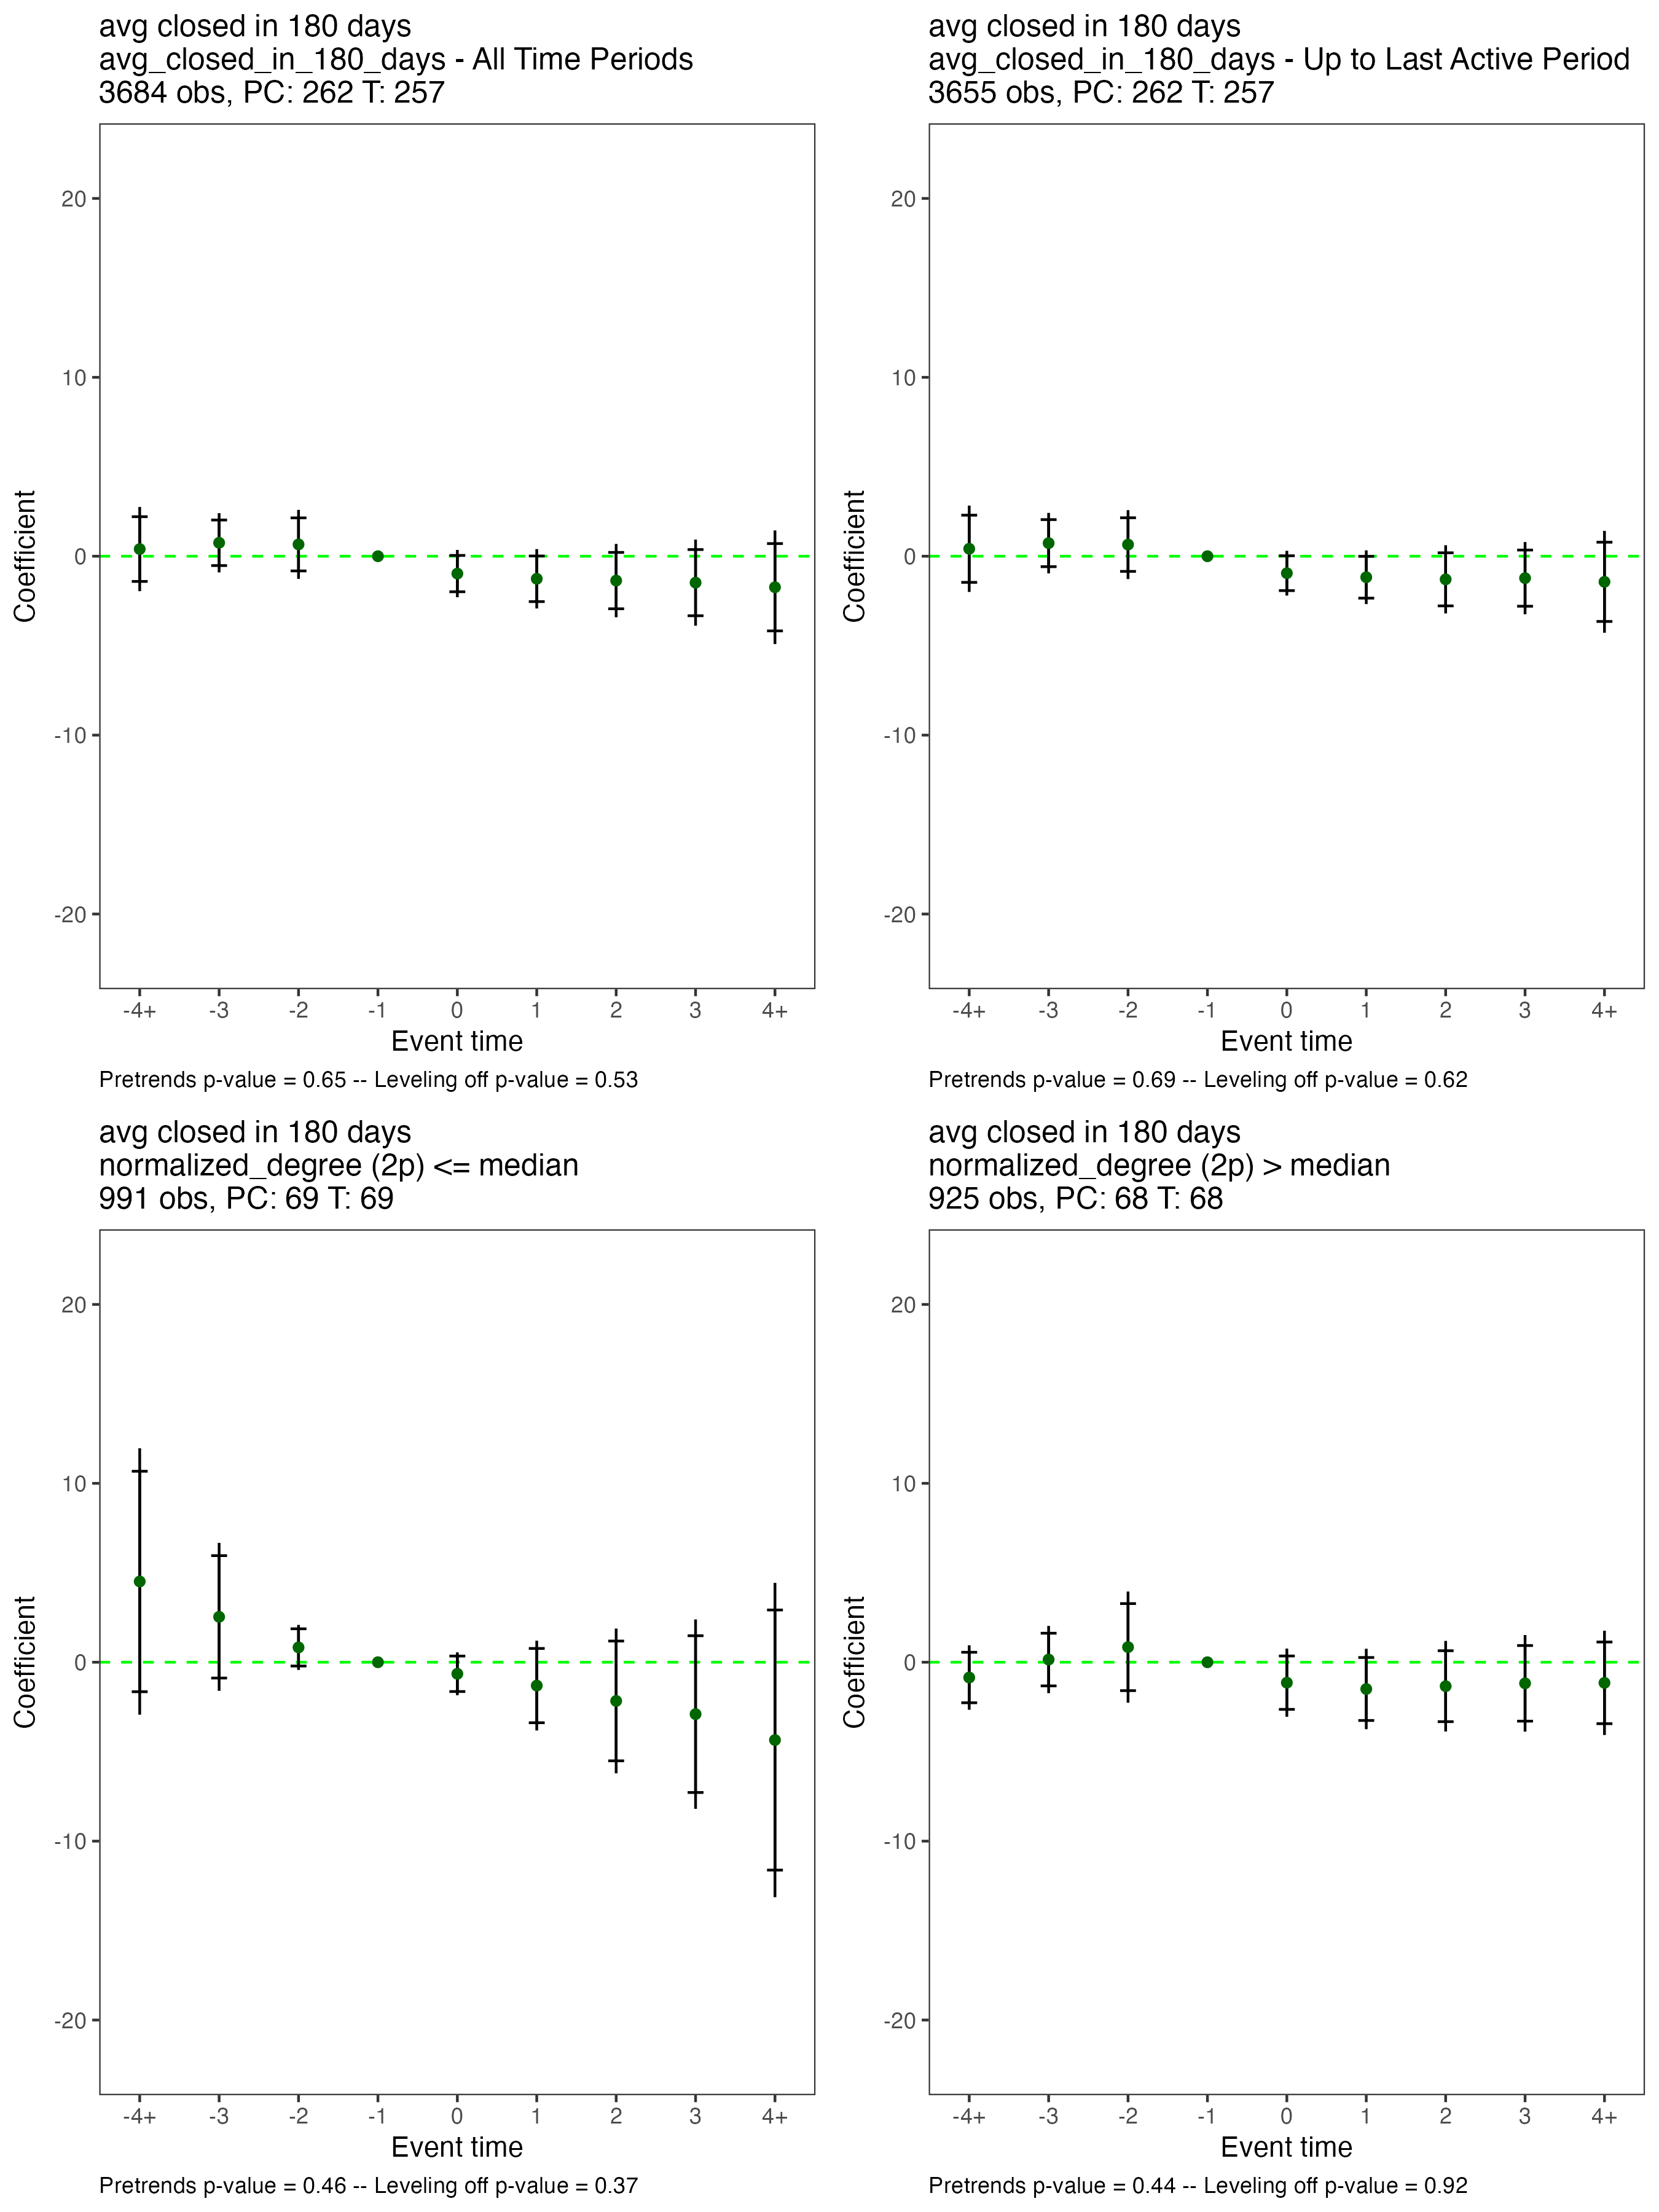 avg closed in 180 days
avg_closed_in_180_days - All Time Periods
3684 obs, PC: 262 T: 257
20
10
0
-10
-20
Coefficient
-4+ -3 -2 -1 0 1 2 3 4+
Event time
Pretrends p-value = 0.65 -- Leveling off p-value = 0.53
avg closed in 180 days
avg_closed_in_180_days - Up to Last Active Period
3655 obs, PC: 262 T: 257
20
10
0
-10
-20
Coefficient
-4+ -3 -2 -1 0 1 2 3 4+
Event time
Pretrends p-value = 0.69 -- Leveling off p-value = 0.62
avg closed in 180 days
normalized_degree (2p) <= median
991 obs, PC: 69 T: 69
20
10
0
-10
-20
Coefficient
-4+ -3 -2 -1 0 1 2 3 4+
Event time
Pretrends p-value = 0.46 -- Leveling off p-value = 0.37
avg closed in 180 days
normalized_degree (2p) > median
925 obs, PC: 68 T: 68
20
10
0
-10
-20
Coefficient
-4+ -3 -2 -1 0 1 2 3 4+
Event time
Pretrends p-value = 0.44 -- Leveling off p-value = 0.92